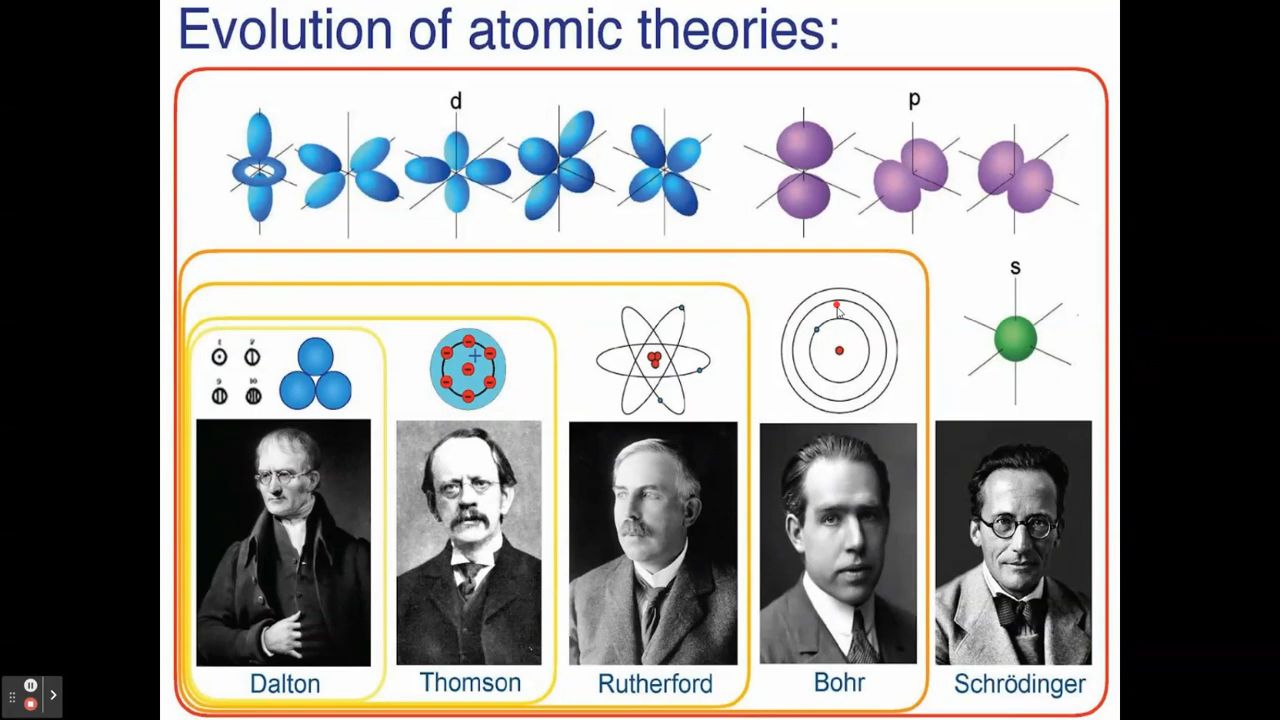 Evolution of atomic theories:
d
p
s
Dalton
Thomson
Rutherford
Bohr
Schrödinger